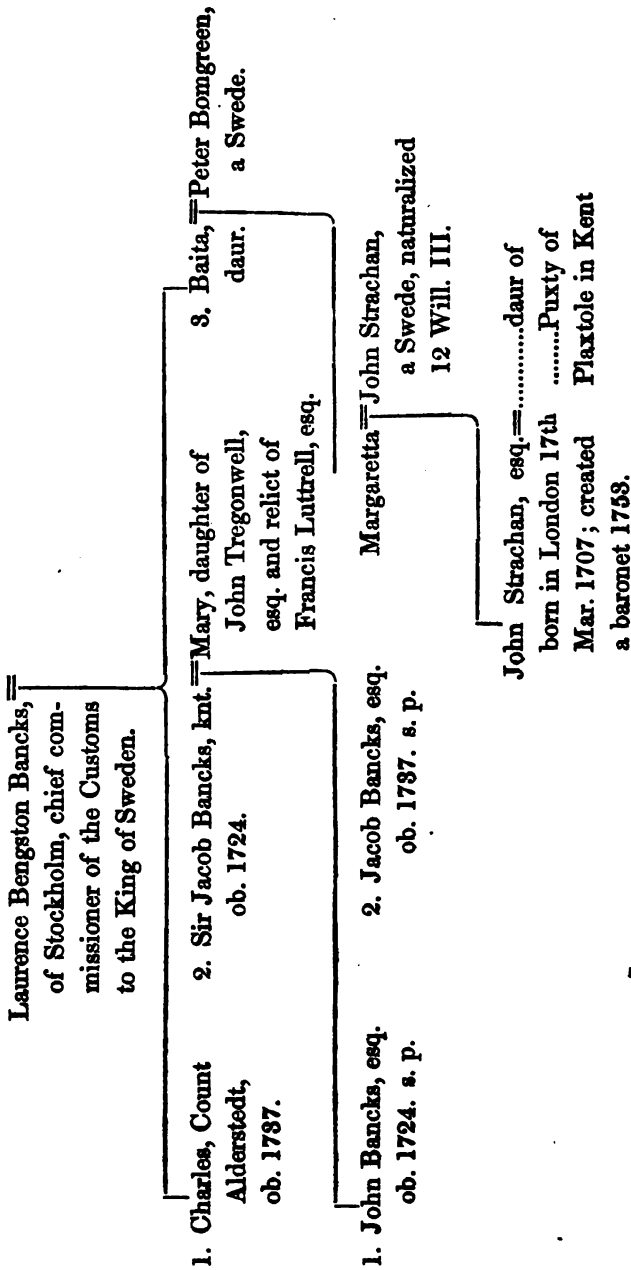 Laurence Bengston Bancks,
of Stockholm, chief com-
missioner of the Customs
to the King of Sweden.
1. Charles, Count
Alderstedt,
ob. 1737.
2. Sir Jacob Bancks, knt.
ob. 1724.
Mary, daughter of
John Tregonwell,
esq. and relict of
Francis Luttrell, esq.
3. Baita,
daur.
Peter Bomgreen,
a Swede.
1. John Bancks, esq.
ob. 1724. s. p.
2. Jacob Bancks, esq.
ob. 1737. s. p.
Margaretta
John Strachan,
a Swede, naturalized
12 Will. III.
John Strachan, esq.
born in London 17th
Mar. 1707; created
a baronet 1753.
............daur of
........Puxty of
Plaxtole in Kent